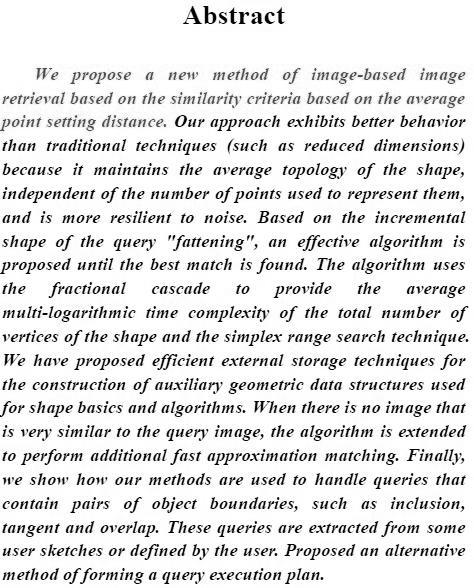 Abstract
We propose a new method of image-based image
retrieval based on the similarity criteria based on the average
point setting distance. Our approach exhibits better behavior
than traditional techniques (such as reduced dimensions)
because it maintains the average topology of the shape,
independent of the number of points used to represent them,
and is more resilient to noise. Based on the incremental
shape of the query "fattening", an effective algorithm is
proposed until the best match is found. The algorithm uses
the fractional cascade to provide the average
multi-logarithmic time complexity of the total number of
vertices of the shape and the simplex range search technique.
We have proposed efficient external storage techniques for
the construction of auxiliary geometric data structures used
for shape basics and algorithms. When there is no image that
is very similar to the query image, the algorithm is extended
to perform additional fast approximation matching. Finally,
we show how our methods are used to handle queries that
contain pairs of object boundaries, such as inclusion,
tangent and overlap. These queries are extracted from some
user sketches or defined by the user. Proposed an alternative
method of forming a query execution plan.